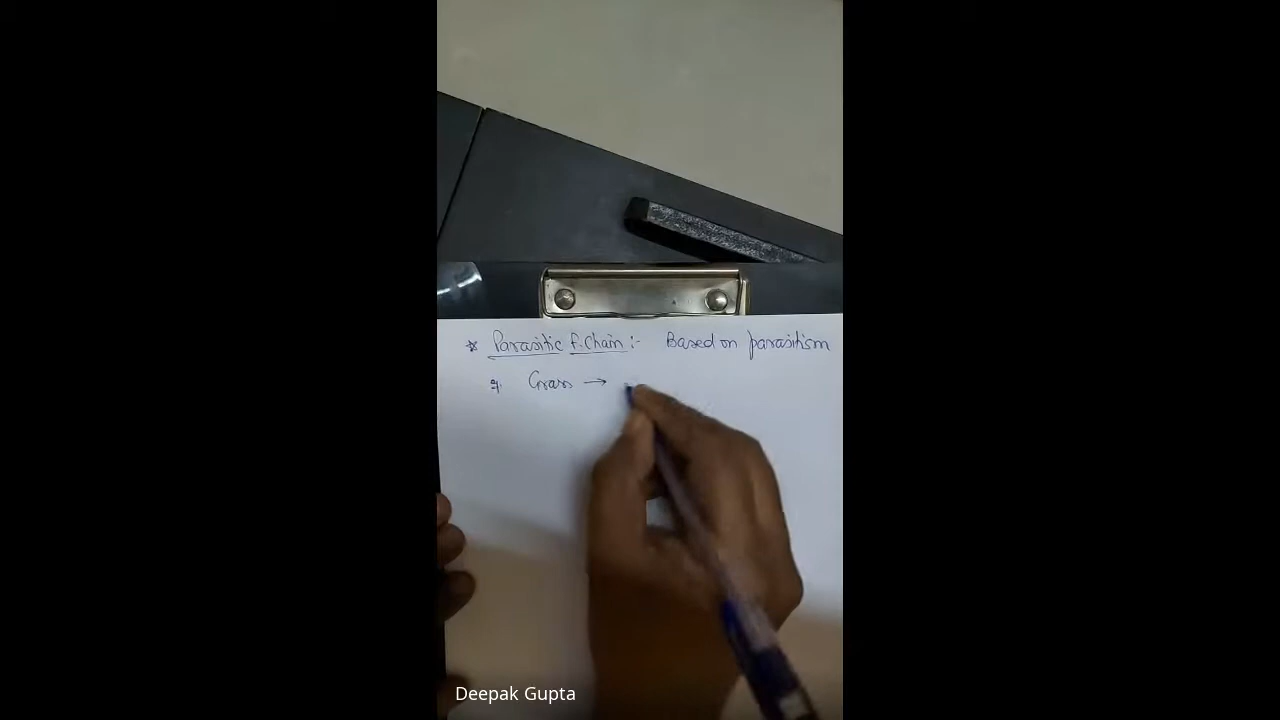 * Parasitic f. Chain :- Based on parasitism
eg. Grass →
Deepak Gupta